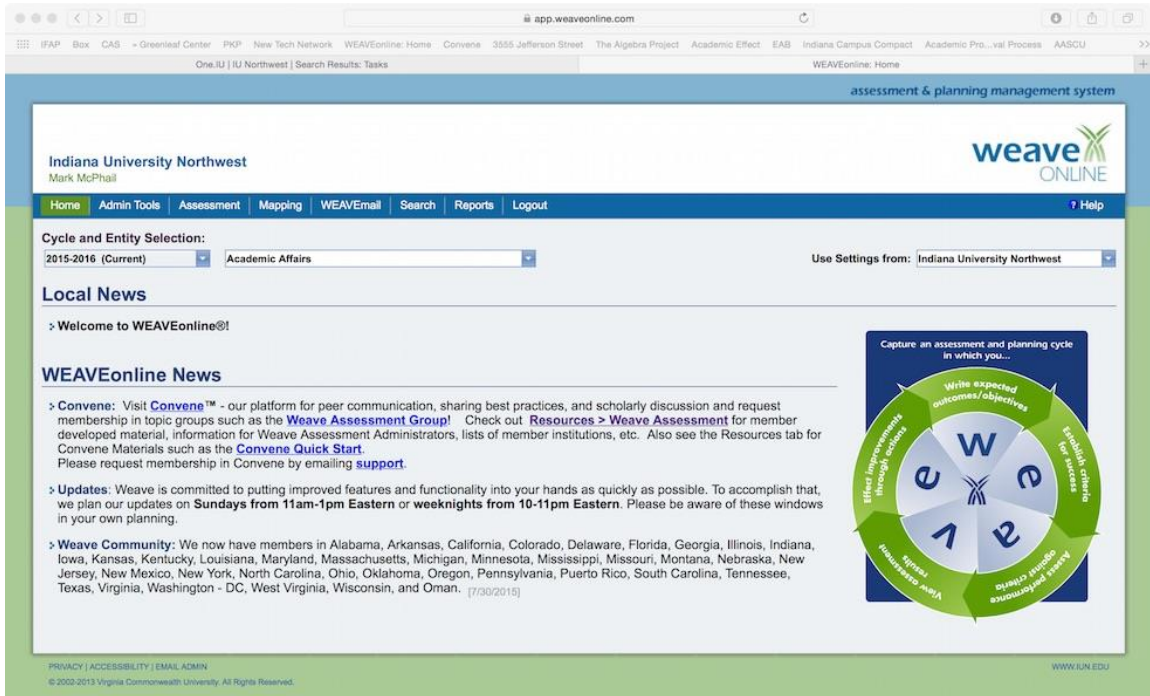 app.weaveonline.com
IFAP Box CAS » Greenleaf Center PKP New Tech Network WEAVEonline: Home Convene 3555 Jefferson Street The Algebra Project Academic Effect EAB Indiana Campus Compact Academic Pro...val Process AASCU >>
One.IU | IU Northwest | Search Results: Tasks WEAVEonline: Home +
assessment & planning management system
weave
ONLINE
Indiana University Northwest
Mark McPhail
Home Admin Tools Assessment Mapping WEAVEmail Search Reports Logout ? Help
Cycle and Entity Selection:
2015-2016 (Current) Academic Affairs Use Settings from: Indiana University Northwest
Local News
Welcome to WEAVEonline®!
WEAVEonline News
Convene: Visit Convene™ - our platform for peer communication, sharing best practices, and scholarly discussion and request
membership in topic groups such as the Weave Assessment Group! Check out Resources > Weave Assessment for member
developed material, information for Weave Assessment Administrators, lists of member institutions, etc. Also see the Resources tab for
Convene Materials such as the Convene Quick Start.
Please request membership in Convene by emailing support.
Updates: Weave is committed to putting improved features and functionality into your hands as quickly as possible. To accomplish that,
we plan our updates on Sundays from 11am-1pm Eastern or weeknights from 10-11pm Eastern. Please be aware of these windows
in your own planning.
Weave Community: We now have members in Alabama, Arkansas, California, Colorado, Delaware, Florida, Georgia, Illinois, Indiana,
Iowa, Kansas, Kentucky, Louisiana, Maryland, Massachusetts, Michigan, Minnesota, Mississippi, Missouri, Montana, Nebraska, New
Jersey, New Mexico, New York, North Carolina, Ohio, Oklahoma, Oregon, Pennsylvania, Puerto Rico, South Carolina, Tennessee,
Texas, Virginia, Washington - DC, West Virginia, Wisconsin, and Oman. [7/30/2015]
Capture an assessment and planning cycle
in which you...
Write expected
outcomes/objectives
Establish criteria
for success
Assess performance
against criteria
View assessment
results
Effect improvements
through actions
W
e
a
v
e
PRIVACY | ACCESSIBILITY | EMAIL ADMIN WWW.IUN.EDU
© 2002-2013 Virginia Commonwealth University. All Rights Reserved.